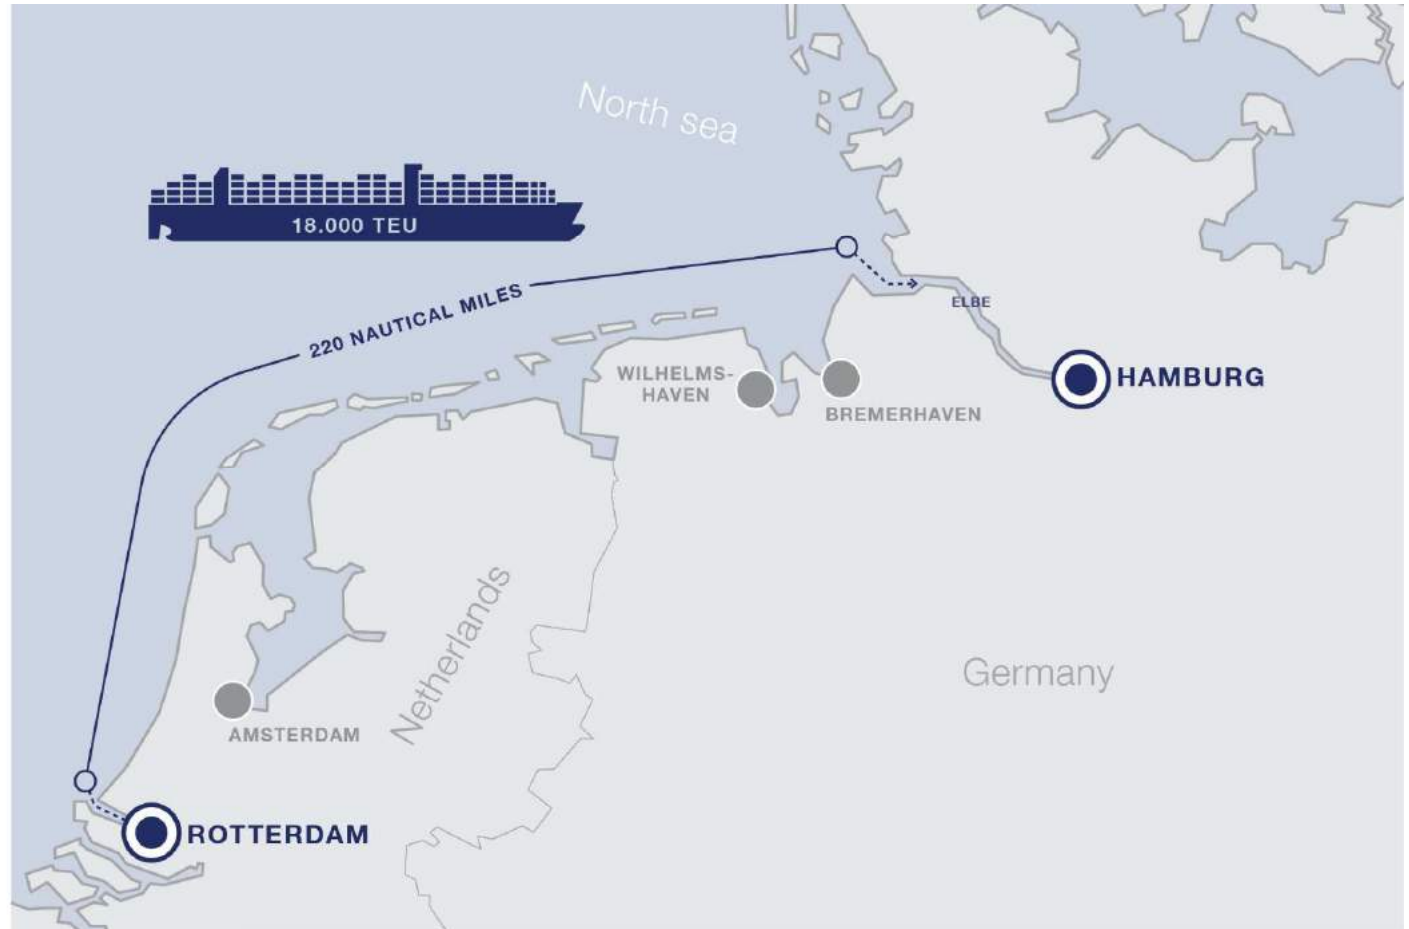 North sea
18.000 TEU
220 NAUTICAL MILES
ELBE
WILHELMS-
HAVEN
HAMBURG
BREMERHAVEN
Netherlands
Germany
AMSTERDAM
ROTTERDAM